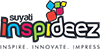 suyati
inspideez
INSPIRE. INNOVATE. IMPRESS